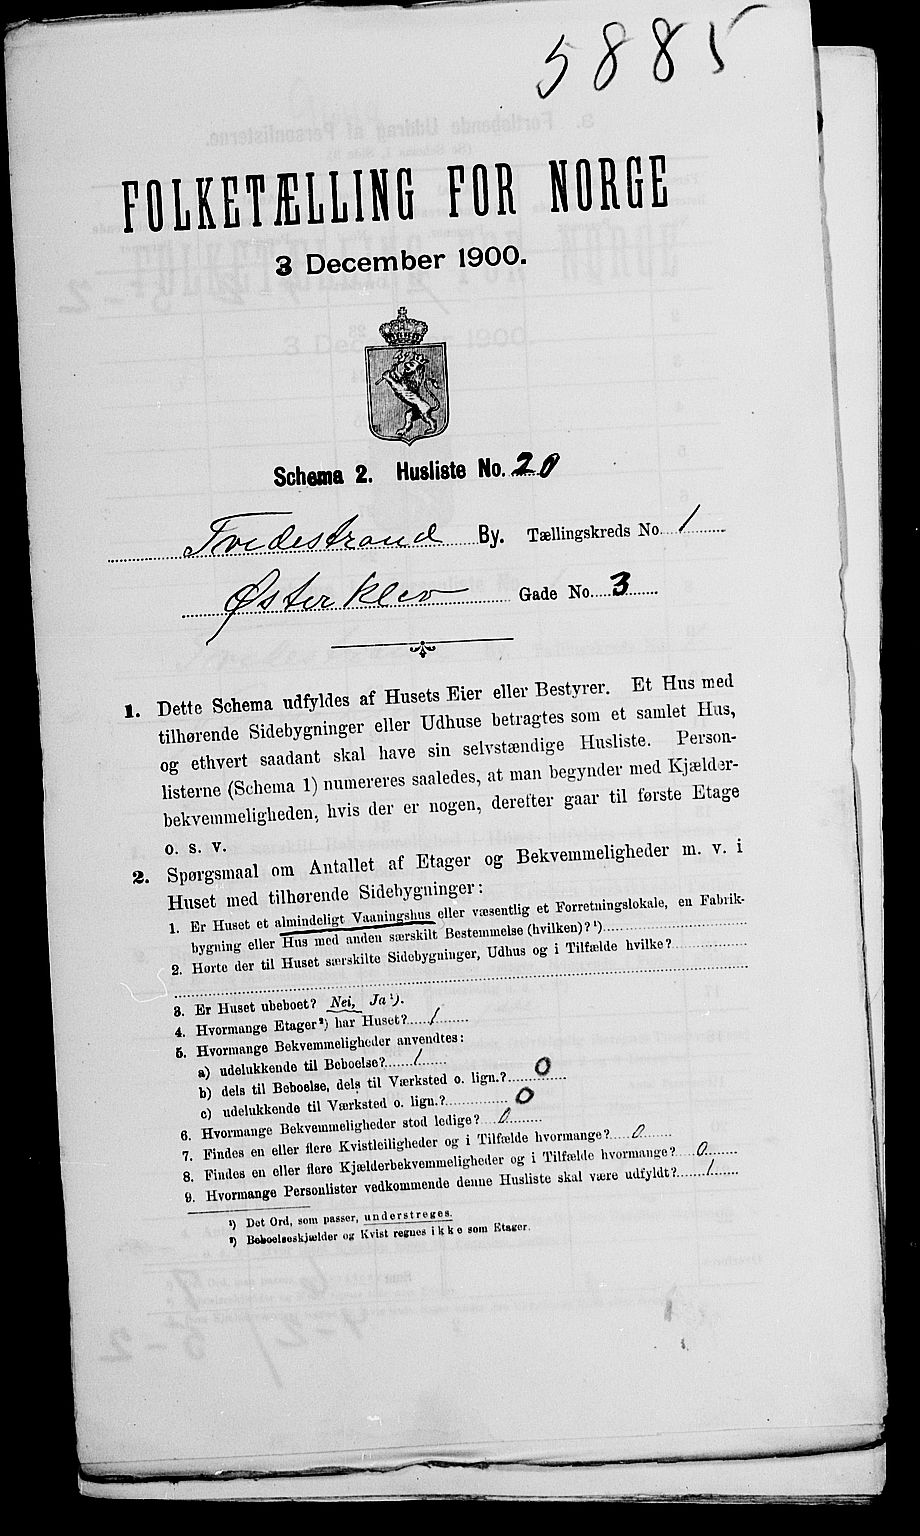 5885
FOLKETÆLLING FOR NORGE
3 December 1900.
Schema 2. Husliste No. 20
Tvedestrand By. Tællingskreds No. 1
Østerklev Gade No. 3
1. Dette Schema udfyldes af Husets Eier eller Bestyrer. Et Hus med
tilhørende Sidebygninger eller Udhuse betragtes som et samlet Hus,
og ethvert saadant skal have sin selvstændige Husliste. Person-
listerne (Schema 1) numereres saaledes, at man begynder med Kjælder-
bekvemmeligheden, hvis der er nogen, derefter gaar til første Etage
o. s. v.
2. Spørgsmaal om Antallet af Etager og Bekvemmeligheder m. v. i
Huset med tilhørende Sidebygninger:
1. Er Huset et almindeligt Vaaningshus eller væsentlig et Forretningslokale, en Fabrik-
bygning eller Hus med anden særskilt Bestemmelse (hvilken)? ¹)
2. Horte der til Huset særskilte Sidebygninger, Udhus og i Tilfælde hvilke?
3. Er Huset ubeboet? Nei, Ja ¹).
4. Hvormange Etager ²) har Huset? 1
5. Hvormange Bekvemmeligheder anvendtes:
a) udelukkende til Beboelse? 1
b) dels til Beboelse, dels til Værksted o. lign.? 0
c) udelukkende til Værksted o. lign.? 0
6. Hvormange Bekvemmeligheder stod ledige? 0
7. Findes en eller flere Kvistleiligheder og i Tilfælde hvormange? 0
8. Findes en eller flere Kjælderbekvemmeligheder og i Tilfælde hvormange? 0
9. Hvormange Personlister vedkommende denne Husliste skal være udfyldt? 1
¹) Det Ord, som passer, understreges.
²) Beboelseskjælder og Kvist regnes ikke som Etager.